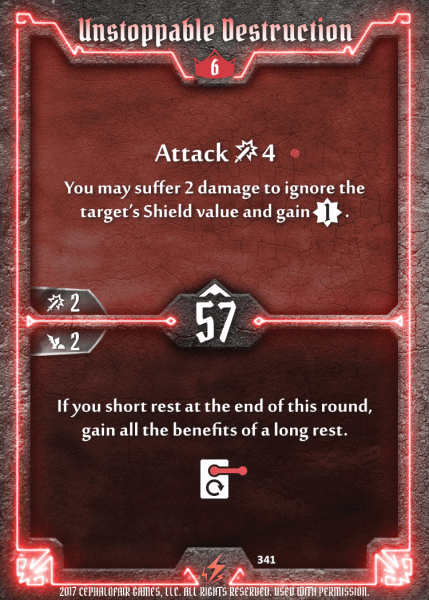 Unstoppable Destruction
6
Attack 4
You may suffer 2 damage to ignore the
target's Shield value and gain 1.
2
57
2
If you short rest at the end of this round,
gain all the benefits of a long rest.
341
2017 CEPHALOFAIR GAMES, LLC. ALL RIGHTS RESERVED. USED WITH PERMISSION.